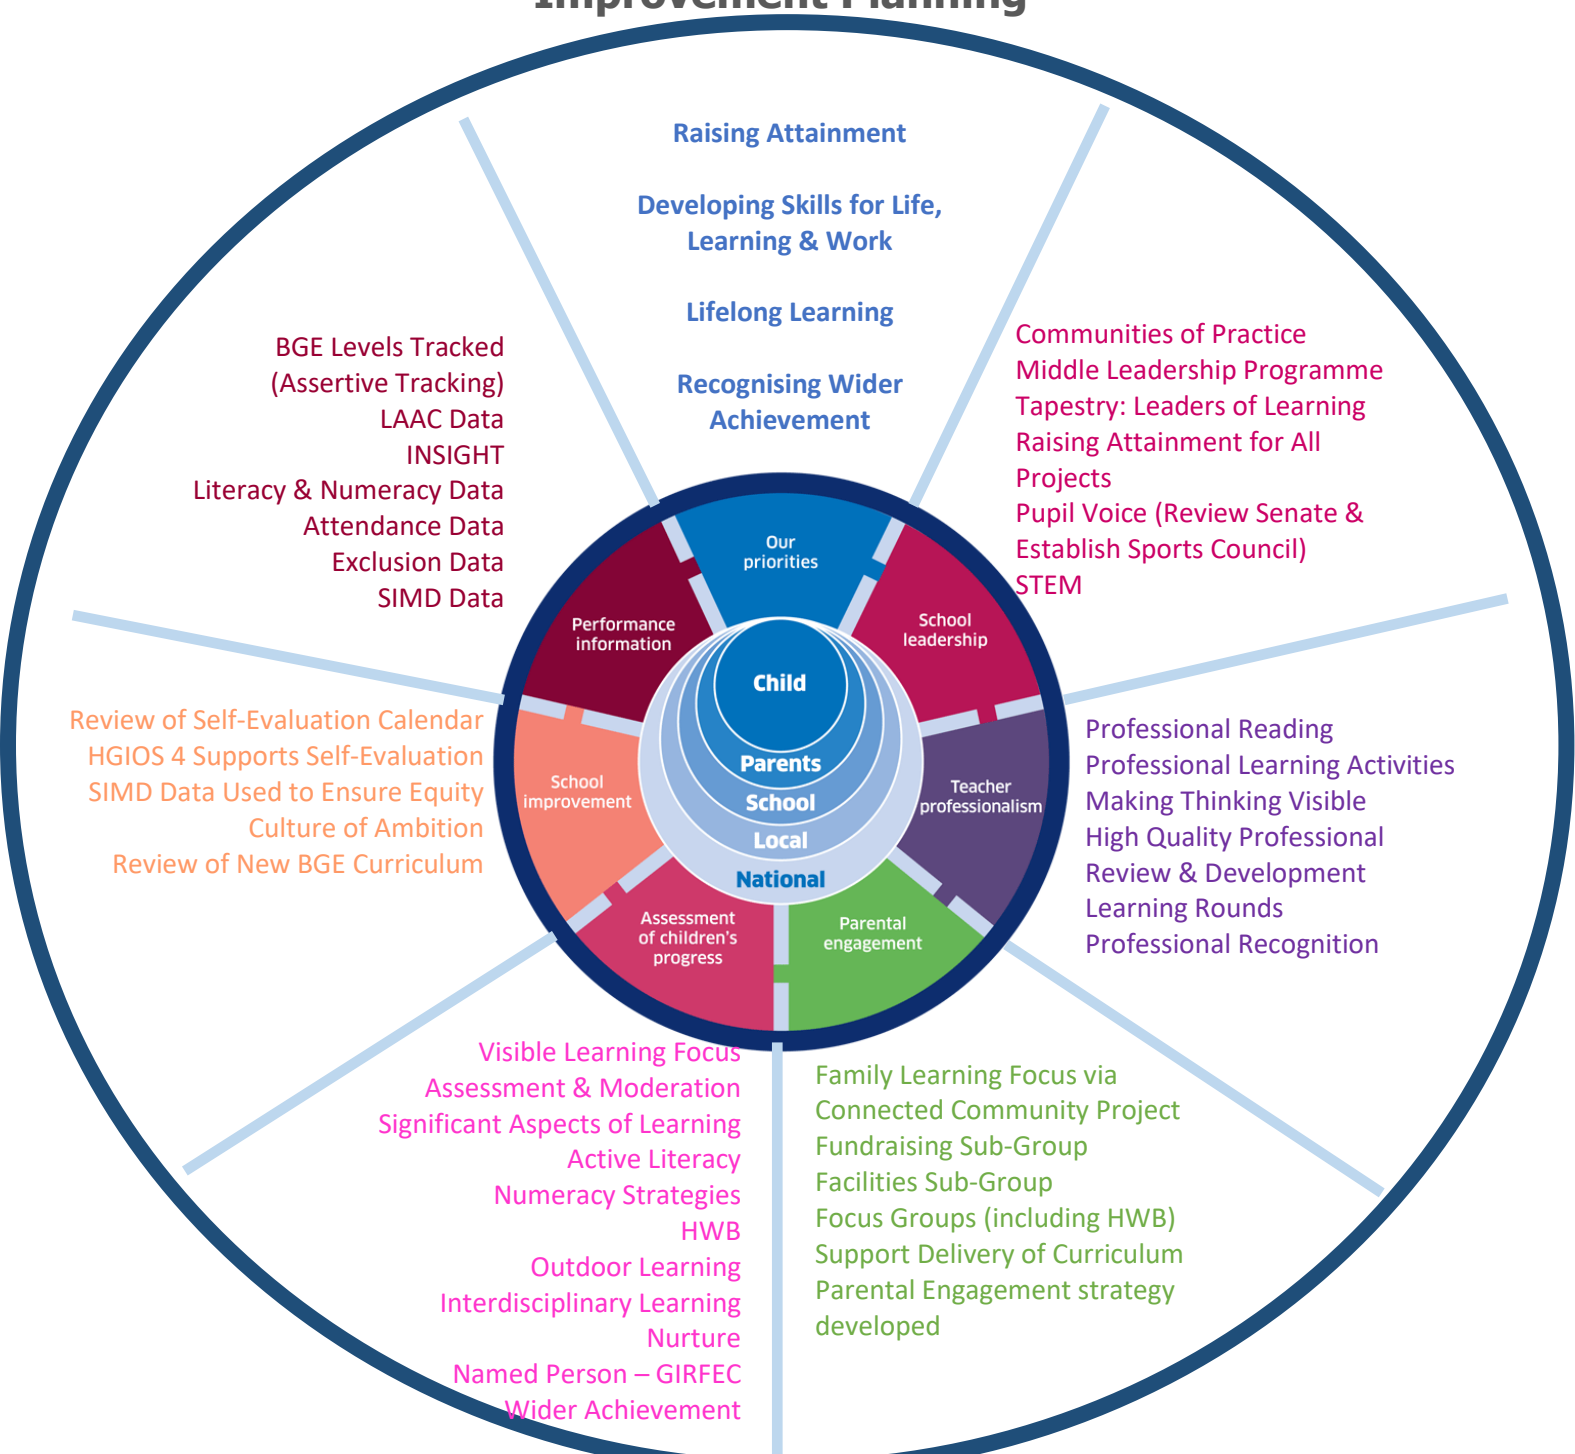 Improvement Planning
Raising Attainment
Developing Skills for Life,
Learning & Work
Lifelong Learning
Recognising Wider
Achievement
Communities of Practice
Middle Leadership Programme
Tapestry: Leaders of Learning
Raising Attainment for All
Projects
Pupil Voice (Review Senate &
Establish Sports Council)
STEM
Professional Reading
Professional Learning Activities
Making Thinking Visible
High Quality Professional
Review & Development
Learning Rounds
Professional Recognition
Family Learning Focus via
Connected Community Project
Fundraising Sub-Group
Facilities Sub-Group
Focus Groups (including HWB)
Support Delivery of Curriculum
Parental Engagement strategy
developed
Visible Learning Focus
Assessment & Moderation
Significant Aspects of Learning
Active Literacy
Numeracy Strategies
HWB
Outdoor Learning
Interdisciplinary Learning
Nurture
Named Person – GIRFEC
Wider Achievement
Review of Self-Evaluation Calendar
HGIOS 4 Supports Self-Evaluation
SIMD Data Used to Ensure Equity
Culture of Ambition
Review of New BGE Curriculum
BGE Levels Tracked
(Assertive Tracking)
LAAC Data
INSIGHT
Literacy & Numeracy Data
Attendance Data
Exclusion Data
SIMD Data
Our
priorities
School
leadership
Teacher
professionalism
Parental
engagement
Assessment
of children's
progress
School
improvement
Performance
information
Child
Parents
School
Local
National